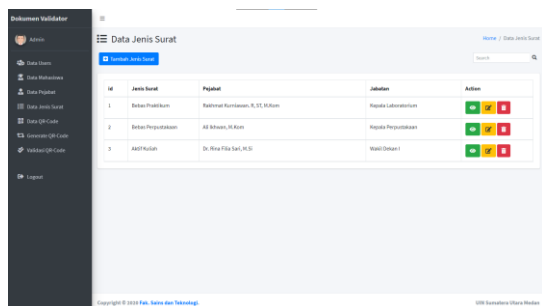 Dokumen Validator
Admin
Data Users
Data Mahasiswa
Data Pejabat
Data Jenis Surat
Data QR-Code
Generate QR-Code
Validasi QR-Code
Logout
Data Jenis Surat
Home / Data Jenis Surat
Tambah Jenis Surat
Search
Id Jenis Surat Pejabat Jabatan Action
1 Bebas Praktikum Rakhmat Kurniawan. R, ST, M.Kom Kepala Laboratorium
2 Bebas Perpustakaan Ali Ikhwan, M.Kom Kepala Perpustakaan
3 Aktif Kuliah Dr. Rina Filia Sari, M.Si Wakil Dekan I
Copyright © 2019 Fak. Sains dan Teknologi.
UIN Sumatera Utara Medan